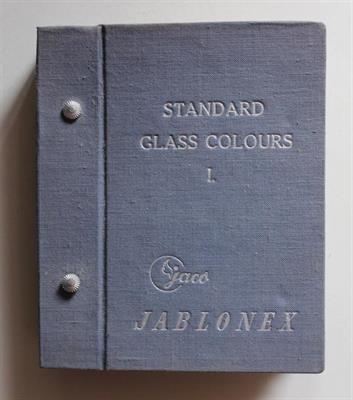 STANDARD
GLASS COLOURS
I.
jaco
JABLONEX